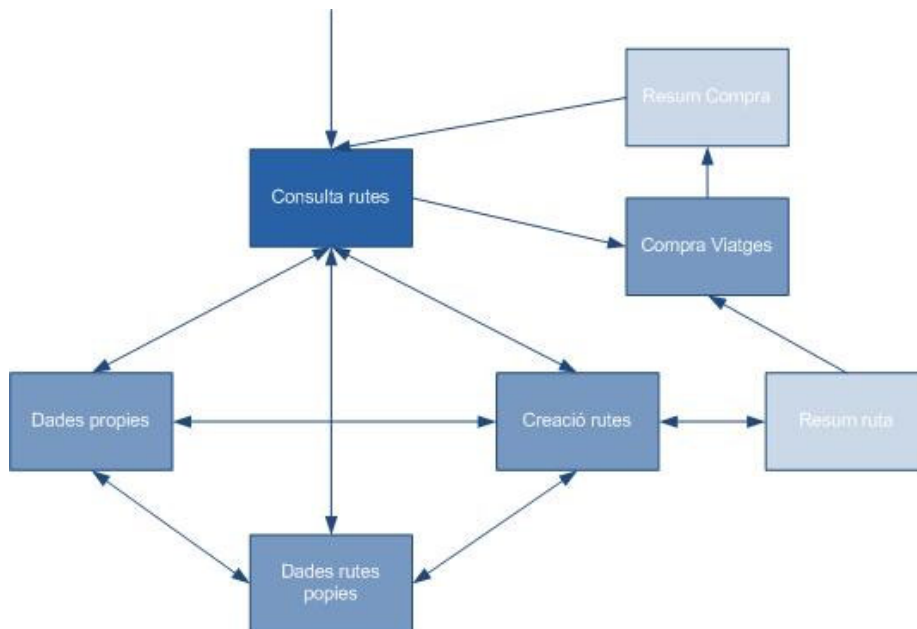 Resum Compra
Consulta rutes
Compra Viatges
Dades propies
Creació rutes
Resum ruta
Dades rutes
popies